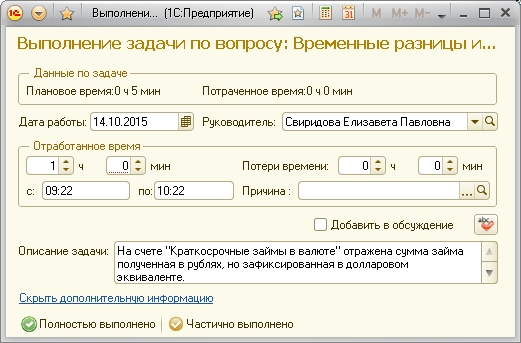 Выполнени... (1С:Предприятие)
M M+ M-
Выполнение задачи по вопросу: Временные разницы и...
Данные по задаче
Плановое время:0 ч 5 мин Потраченное время:0 ч 0 мин
Дата работы: 14.10.2015 Руководитель: Свиридова Елизавета Павловна
Отработанное время
1 ч 0 мин Потери времени: 0 ч 0 мин
с: 09:22 по: 10:22 Причина : ...
Добавить в обсуждение
Описание задачи: На счете "Краткосрочные займы в валюте" отражена сумма займа
полученная в рублях, но зафиксированная в долларовом
эквиваленте.
Скрыть дополнительную информацию
Полностью выполнено Частично выполнено